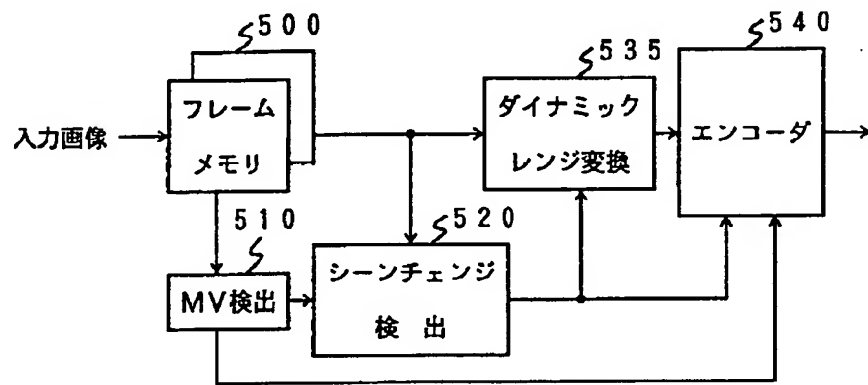 ５００
フレーム
メモリ
入力画像
５３５
ダイナミック
レンジ変換
５４０
エンコーダ
５１０
ＭＶ検出
５２０
シーンチェンジ
検 出